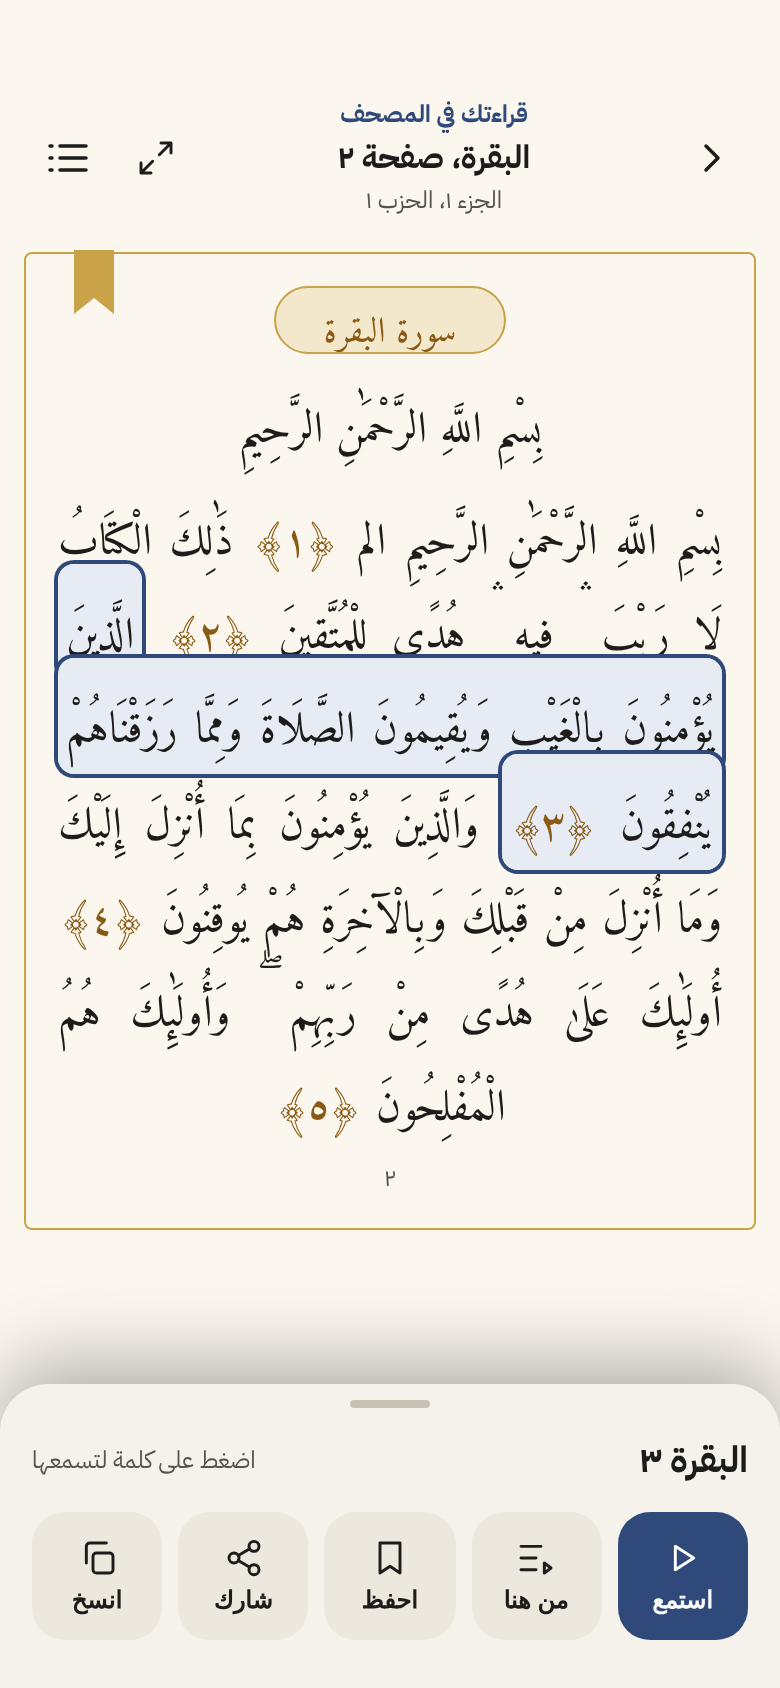 قراءتك في المصحف
البقرة، صفحة ٢
الجزء ١، الحزب ١
سورة البقرة
بِسْمِ اللَّهِ الرَّحْمَٰنِ الرَّحِيمِ
بِسْمِ اللَّهِ الرَّحْمَٰنِ الرَّحِيمِ الم ﴿١﴾ ذَٰلِكَ الْكِتَابُ
لَا رَيْبَ ۛ فِيهِ ۛ هُدًى لِلْمُتَّقِينَ ﴿٢﴾ الَّذِينَ
يُؤْمِنُونَ بِالْغَيْبِ وَيُقِيمُونَ الصَّلَاةَ وَمِمَّا رَزَقْنَاهُمْ
يُنْفِقُونَ ﴿٣﴾ وَالَّذِينَ يُؤْمِنُونَ بِمَا أُنْزِلَ إِلَيْكَ
وَمَا أُنْزِلَ مِنْ قَبْلِكَ وَبِالْآخِرَةِ هُمْ يُوقِنُونَ ﴿٤﴾
أُولَٰئِكَ عَلَىٰ هُدًى مِنْ رَبِّهِمْ ۖ وَأُولَٰئِكَ هُمُ
الْمُفْلِحُونَ ﴿٥﴾
٢
البقرة ٣
اضغط على كلمة لتسمعها
استمع
من هنا
احفظ
شارك
انسخ